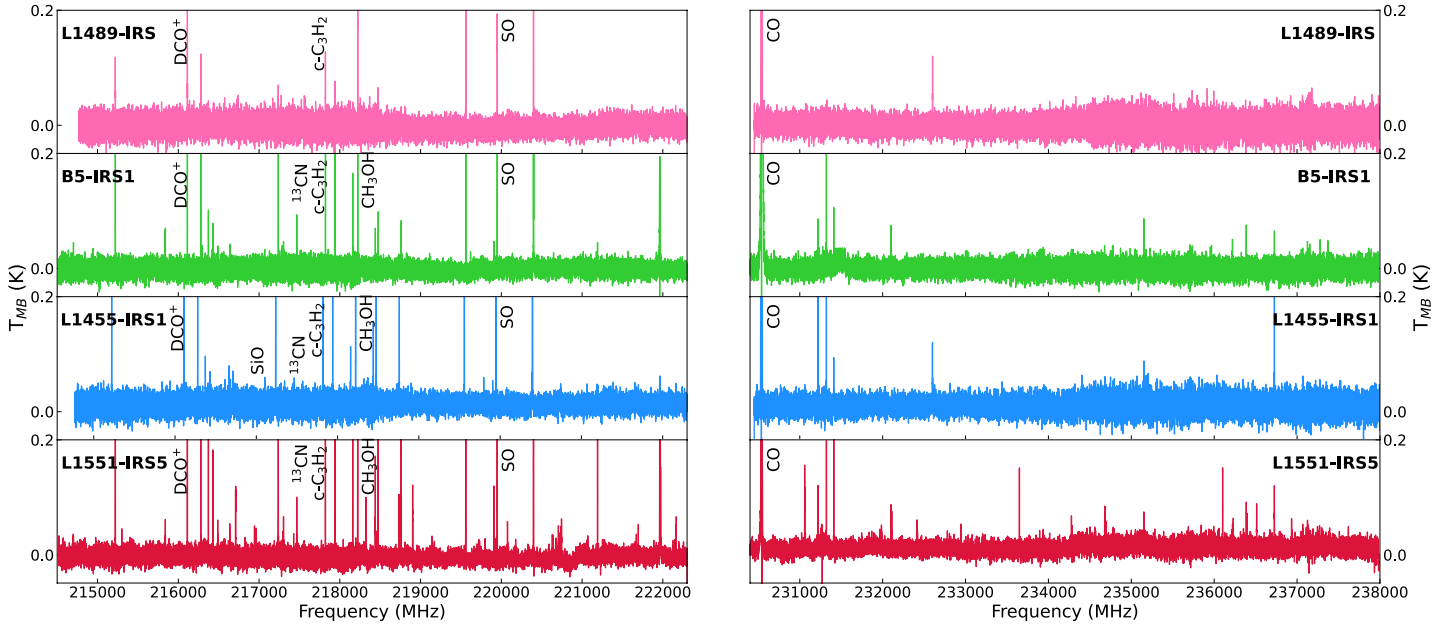 L1489-IRS
DCO⁺
c-C₃H₂
SO
0.2
0.0
B5-IRS1
DCO⁺
¹³CN
c-C₃H₂
CH₃OH
SO
0.2
0.0
L1455-IRS1
DCO⁺
SiO
¹³CN
c-C₃H₂
CH₃OH
SO
0.2
0.0
L1551-IRS5
DCO⁺
¹³CN
c-C₃H₂
CH₃OH
SO
0.2
0.0
T_MB (K)
215000 216000 217000 218000 219000 220000 221000 222000
Frequency (MHz)
CO
L1489-IRS
0.2
0.0
CO
B5-IRS1
0.2
0.0
CO
L1455-IRS1
0.2
0.0
CO
L1551-IRS5
0.2
0.0
T_MB (K)
231000 232000 233000 234000 235000 236000 237000 238000
Frequency (MHz)